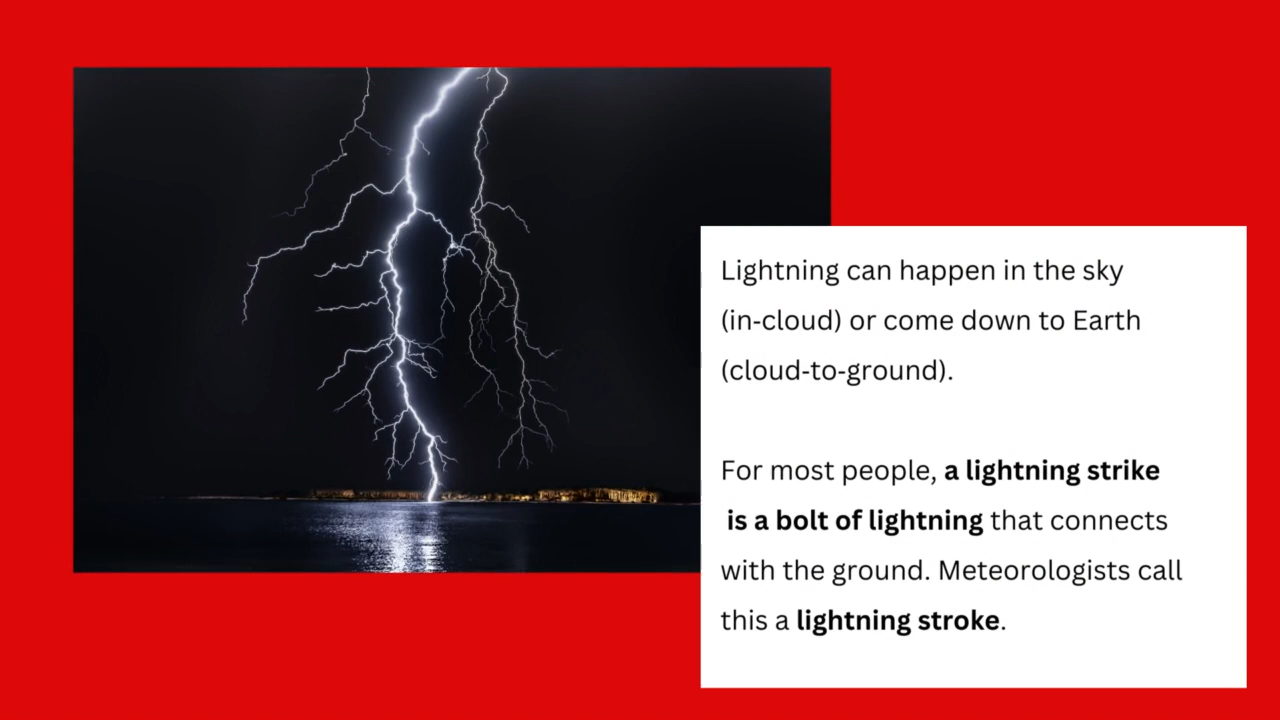 Lightning can happen in the sky
(in-cloud) or come down to Earth
(cloud-to-ground).
For most people, a lightning strike
is a bolt of lightning that connects
with the ground. Meteorologists call
this a lightning stroke.